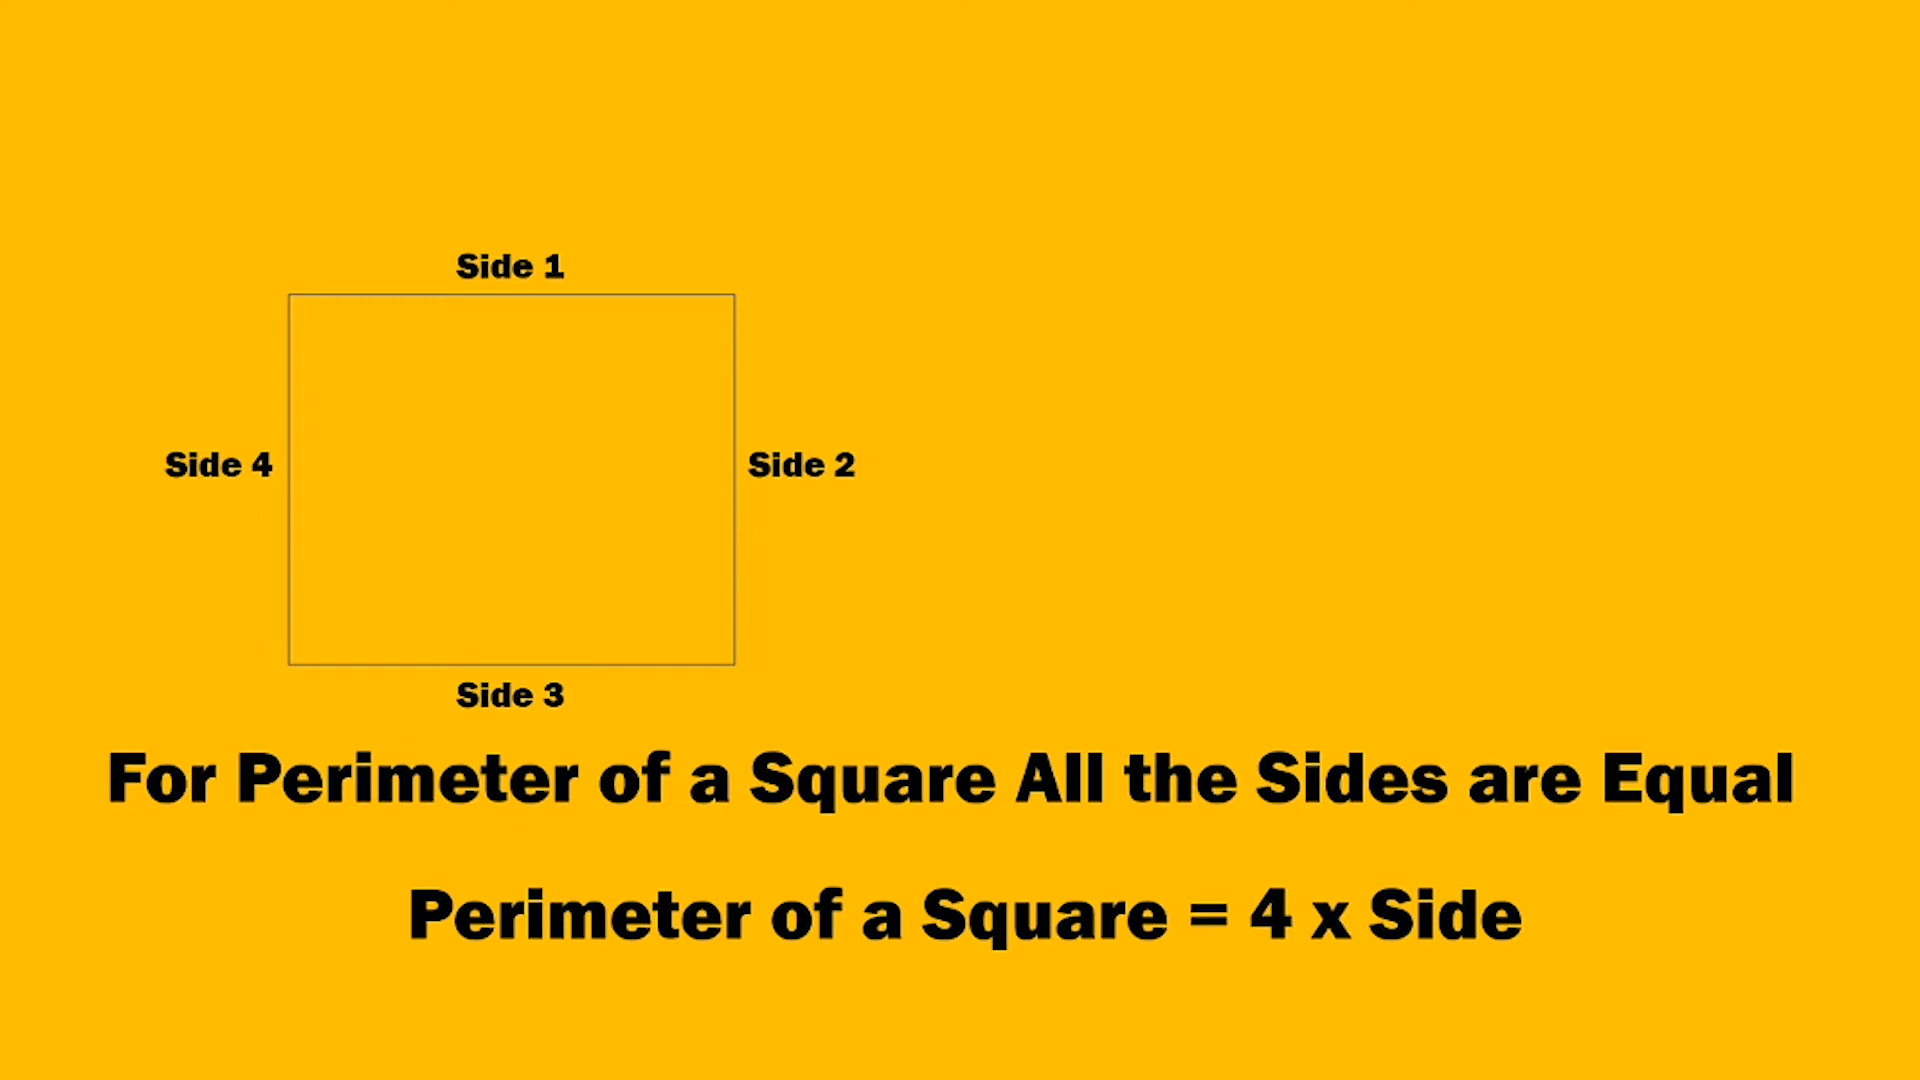 Side 1
Side 4
Side 2
Side 3
For Perimeter of a Square All the Sides are Equal
Perimeter of a Square = 4 x Side